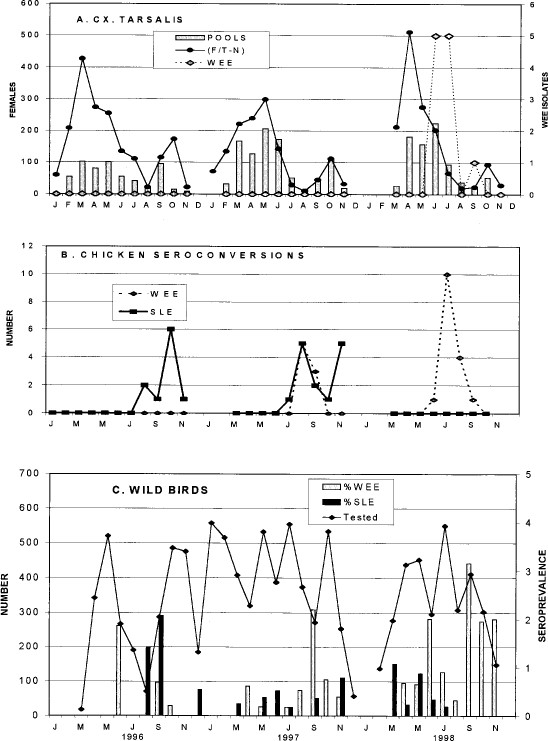 A. CX. TARSALIS
POOLS
(F/T-N)
WEE
600
500
400
300
200
100
0
FEMALES
6
5
4
3
2
1
0
WEE ISOLATES
J F M A M J J A S O N D J F M A M J J A S O N D J F M A M J J A S O N D
B. CHICKEN SEROCONVERSIONS
WEE
SLE
12
10
8
6
4
2
0
NUMBER
J M M J S N J M M J S N J M M J S N
C. WILD BIRDS
%WEE
%SLE
Tested
700
600
500
400
300
200
100
0
NUMBER
5
4
3
2
1
0
SEROPREVALENCE
J M M J S N J M M J S N J M M J S N
1996 1997 1998